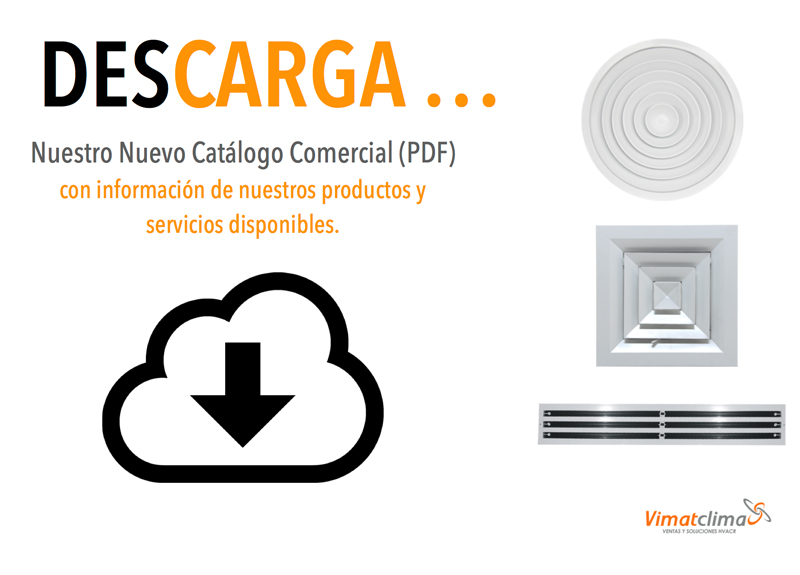 DESCARGA ...
Nuestro Nuevo Catálogo Comercial (PDF)
con información de nuestros productos y
servicios disponibles.
Vimatclima
VENTAS Y SOLUCIONES HVACR